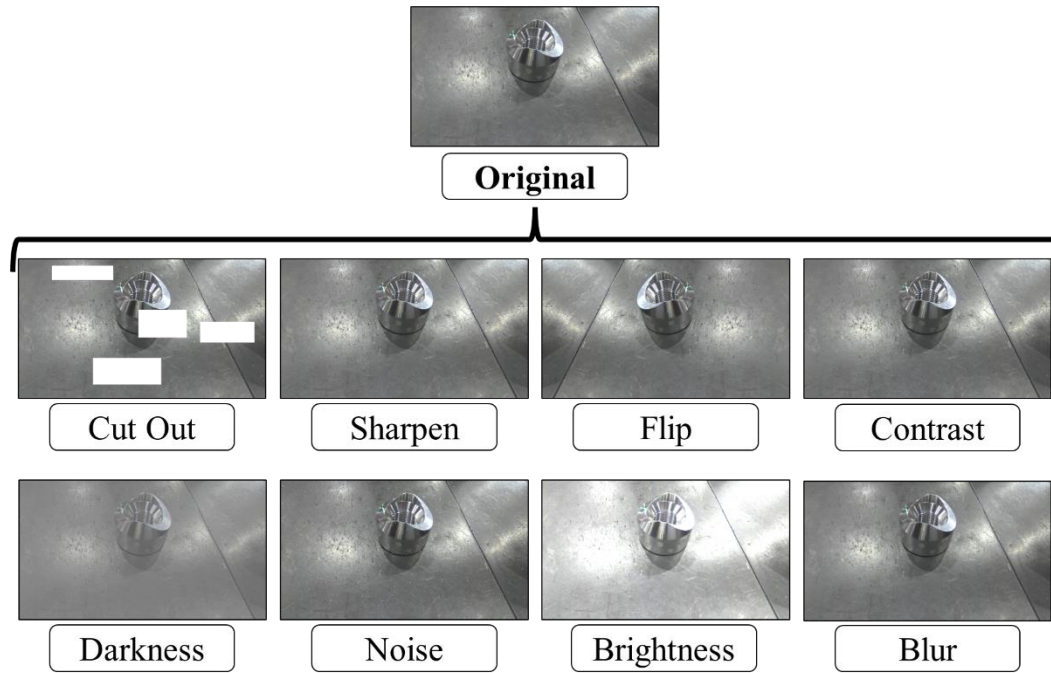 Original
Cut Out
Sharpen
Flip
Contrast
Darkness
Noise
Brightness
Blur